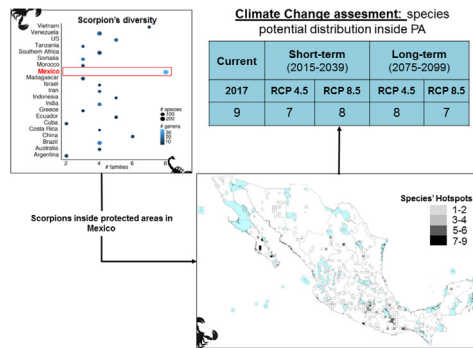 Scorpion's diversity
Vietnam
Venezuela
US
Tanzania
Southern Africa
Somalia
Morocco
Mexico
Madagascar
Israel
Iran
Indonesia
India
Greece
Ecuador
Cuba
Costa Rica
China
Brazil
Australia
Argentina
# species
100
200
# genera
30
20
10
2
4
6
8
# families
Climate Change assesment: species
potential distribution inside PA
Current
Short-term
(2015-2039)
Long-term
(2075-2099)
2017
RCP 4.5
RCP 8.5
RCP 4.5
RCP 8.5
9
7
8
8
7
Scorpions inside protected areas in
Mexico
Species' Hotspots
1-2
3-4
5-6
7-9